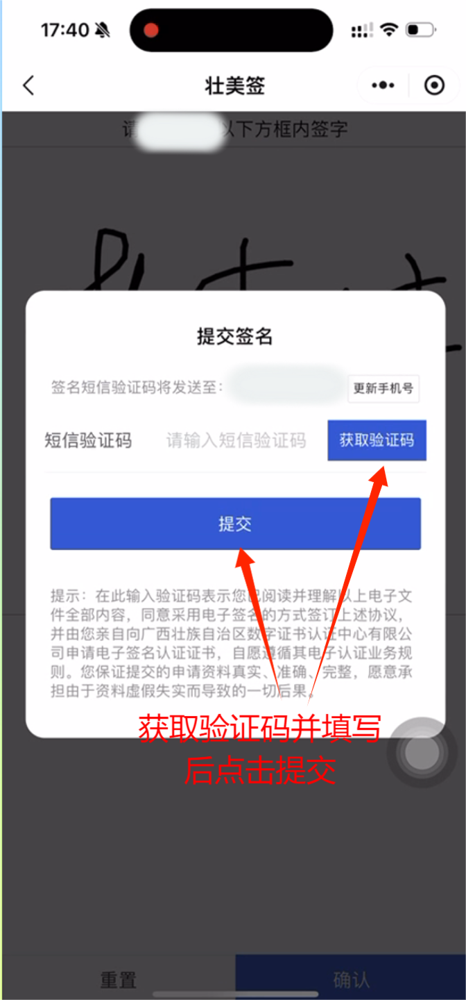 17:40
壮美签
请 以下方框内签字
提交签名
签名短信验证码将发送至：
更新手机号
短信验证码 请输入短信验证码 获取验证码
提交
提示：在此输入验证码表示您已阅读并理解以上电子文
件全部内容，同意采用电子签名的方式签订上述协议，
并由您亲自向广西壮族自治区数字证书认证中心有限公
司申请电子签名认证证书，自愿遵循其电子认证业务规
则。您保证提交的申请资料真实、准确、完整，愿意承
担由于资料虚假失实而导致的一切后果。
获取验证码并填写
后点击提交
重置 确认